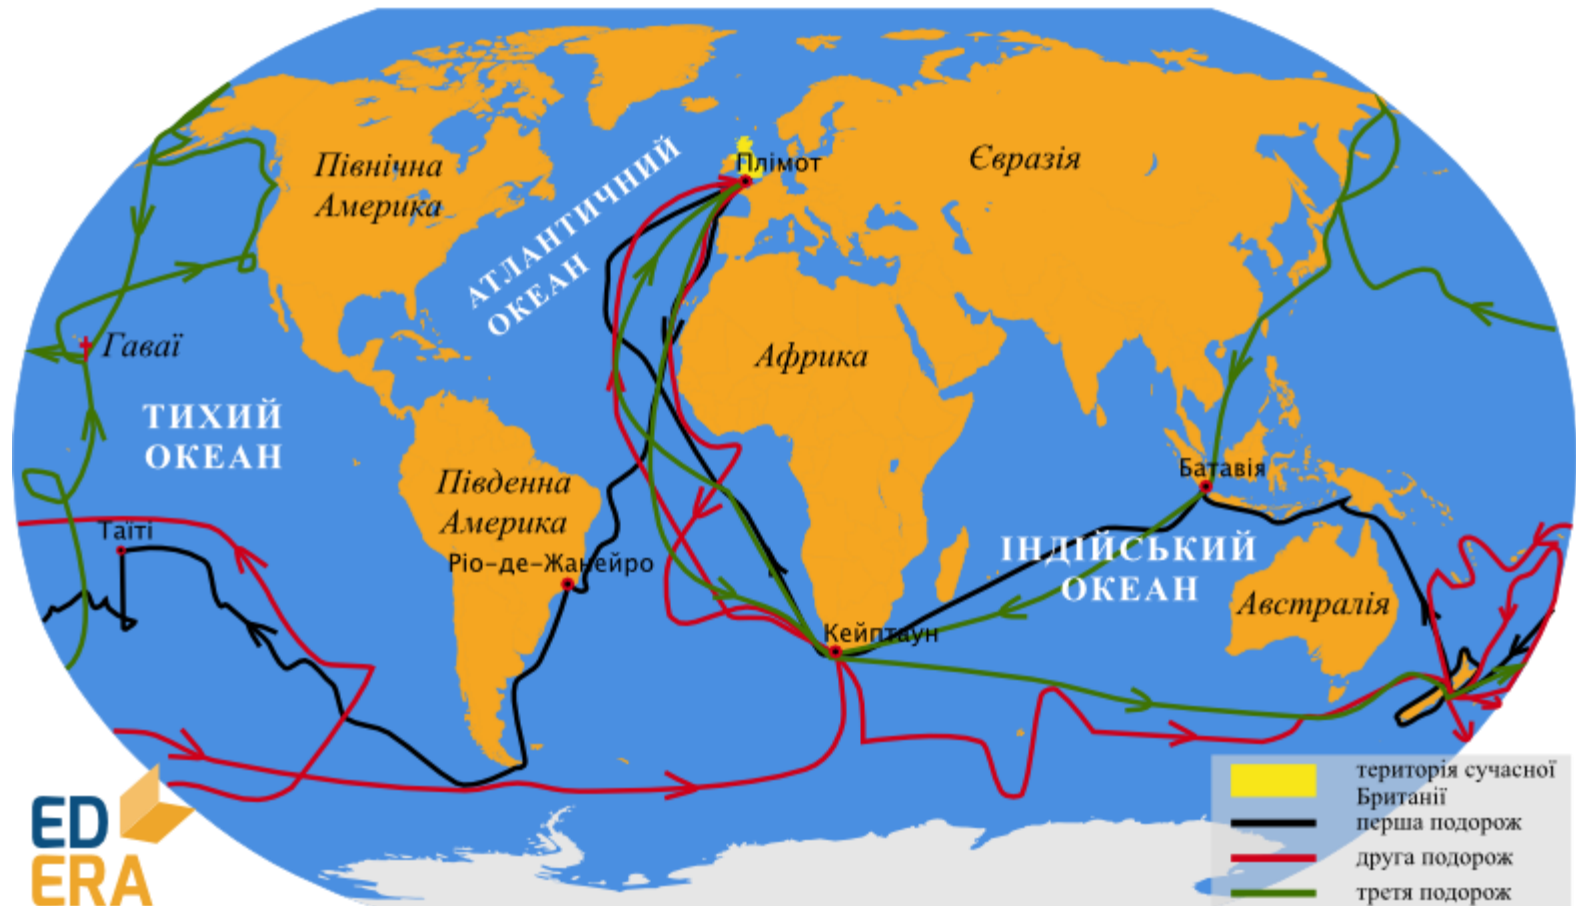 Північна
Америка
АТЛАНТИЧНИЙ
ОКЕАН
Плімот
Євразія
Гаваї
Африка
ТИХИЙ
ОКЕАН
Південна
Америка
Батавія
Таїті
Ріо-де-Жанейро
ІНДІЙСЬКИЙ
ОКЕАН
Австралія
Кейптаун
територія сучасної
Британії
перша подорож
друга подорож
третя подорож
ED
ERA